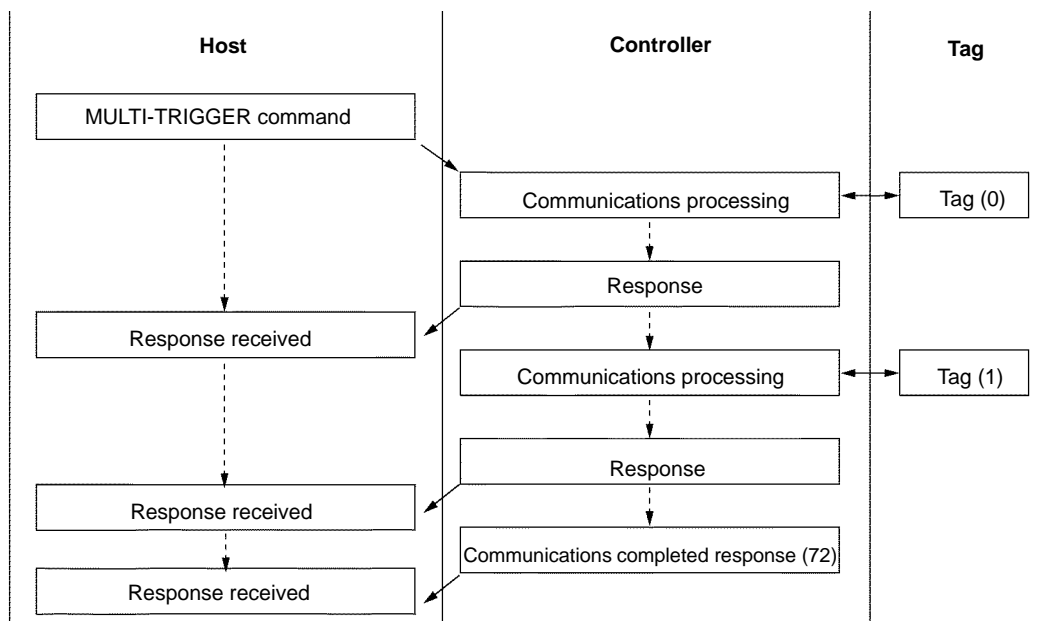 Host
Controller
Tag
MULTI-TRIGGER command
Communications processing
Tag (0)
Response
Response received
Communications processing
Tag (1)
Response
Response received
Communications completed response (72)
Response received